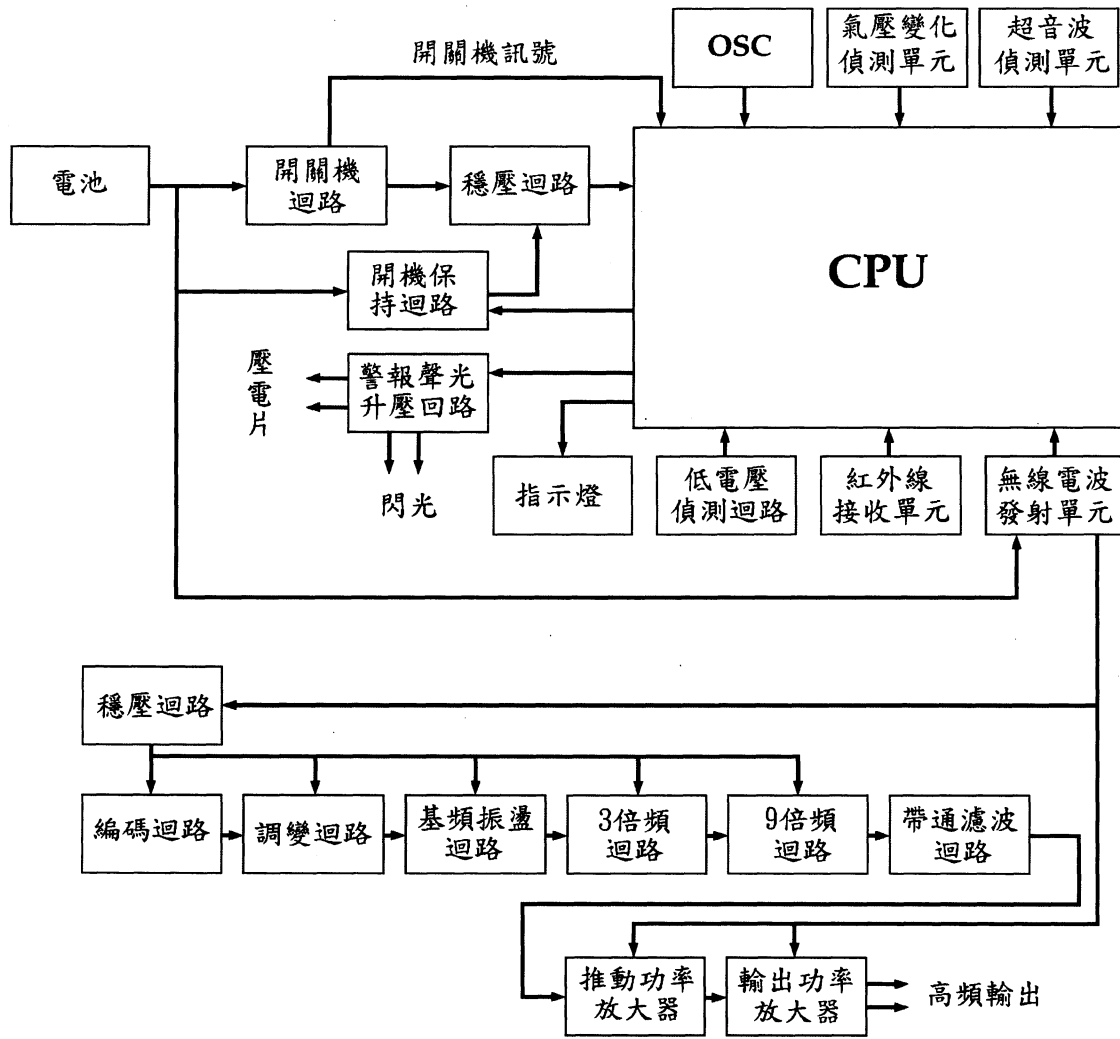 開關機訊號
OSC
氣壓變化
偵測單元
超音波
偵測單元
電池
開關機
迴路
穩壓迴路
CPU
開機保
持迴路
壓電片
警報聲光
升壓回路
閃光
指示燈
低電壓
偵測迴路
紅外線
接收單元
無線電波
發射單元
穩壓迴路
編碼迴路
調變迴路
基頻振盪
迴路
3倍頻
迴路
9倍頻
迴路
帶通濾波
迴路
推動功率
放大器
輸出功率
放大器
高頻輸出